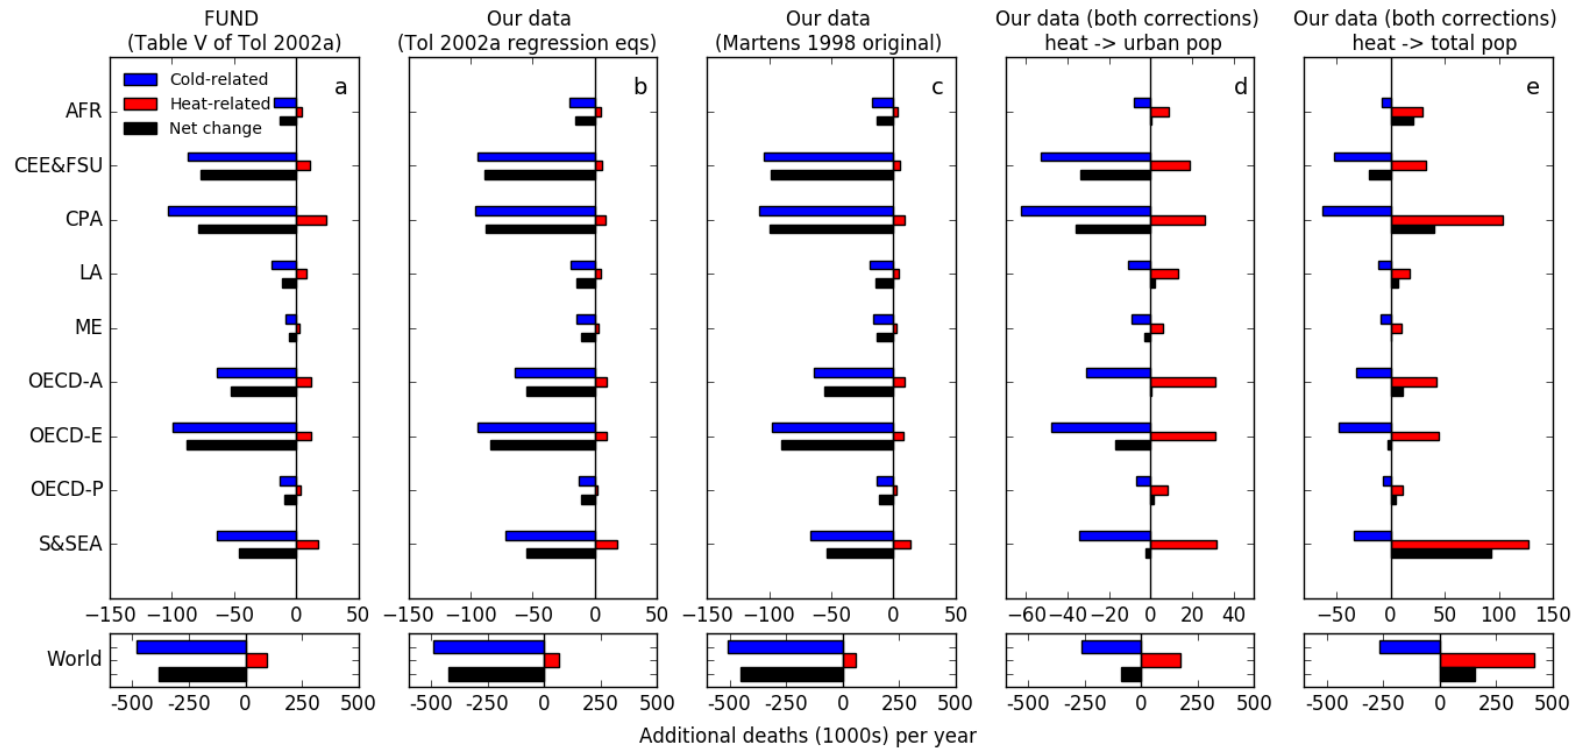 FUND
(Table V of Tol 2002a)
Our data
(Tol 2002a regression eqs)
Our data
(Martens 1998 original)
Our data (both corrections)
heat -> urban pop
Our data (both corrections)
heat -> total pop
Cold-related
Heat-related
Net change
a
b
c
d
e
AFR
CEE&FSU
CPA
LA
ME
OECD-A
OECD-E
OECD-P
S&SEA
−150 −100 −50 0 50
−150 −100 −50 0 50
−150 −100 −50 0 50
−60 −40 −20 0 20 40
−50 0 50 100 150
World
-500 -250 0 250 500
-500 -250 0 250 500
-500 -250 0 250 500
-500 -250 0 250 500
-500 -250 0 250 500
Additional deaths (1000s) per year